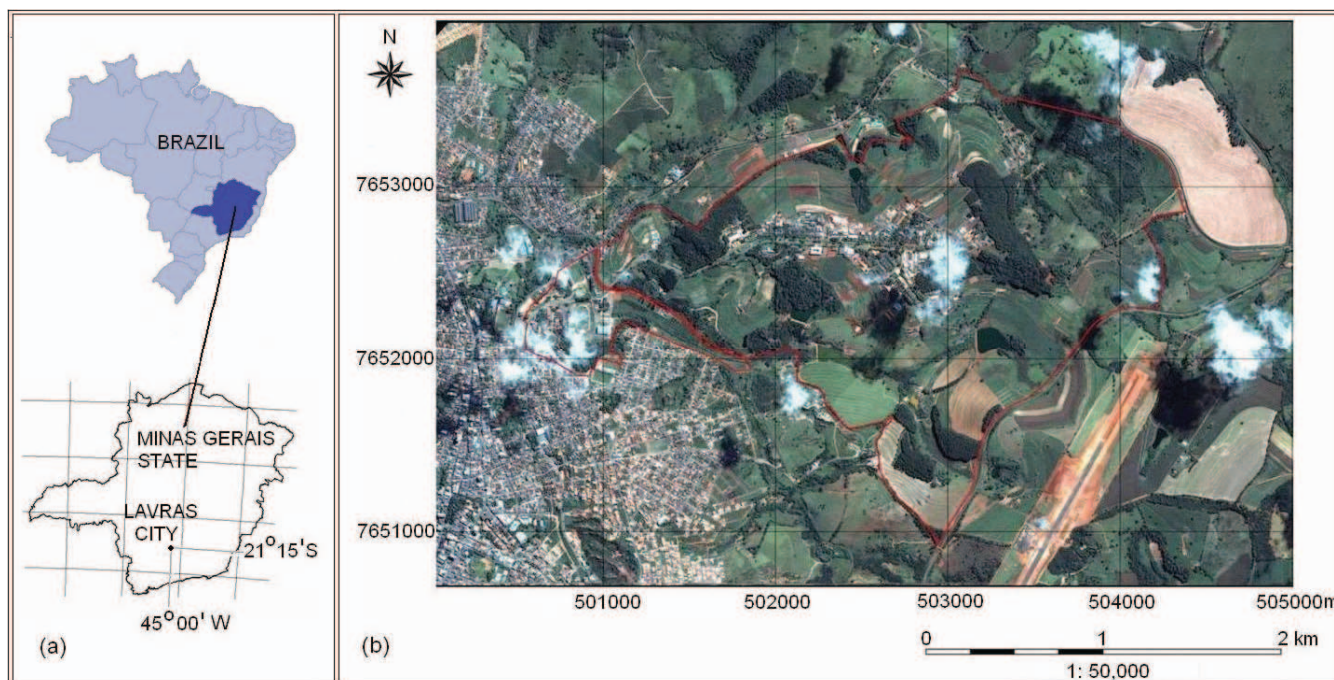 BRAZIL
MINAS GERAIS
STATE
LAVRAS
CITY
21°15'S
45°00' W
(a)
N
7653000
7652000
7651000
501000 502000 503000 504000 505000m
0 1 2 km
1: 50,000
(b)